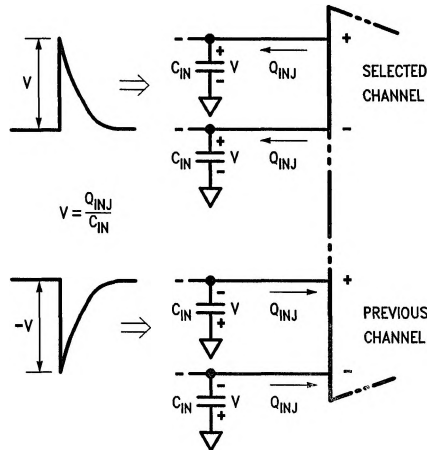 +
V
C_IN
+
-
V
Q_INJ
SELECTED
CHANNEL
-
C_IN
+
-
V
Q_INJ
V = Q_INJ / C_IN
-V
C_IN
-
+
V
Q_INJ
+
PREVIOUS
CHANNEL
C_IN
-
+
V
Q_INJ
-